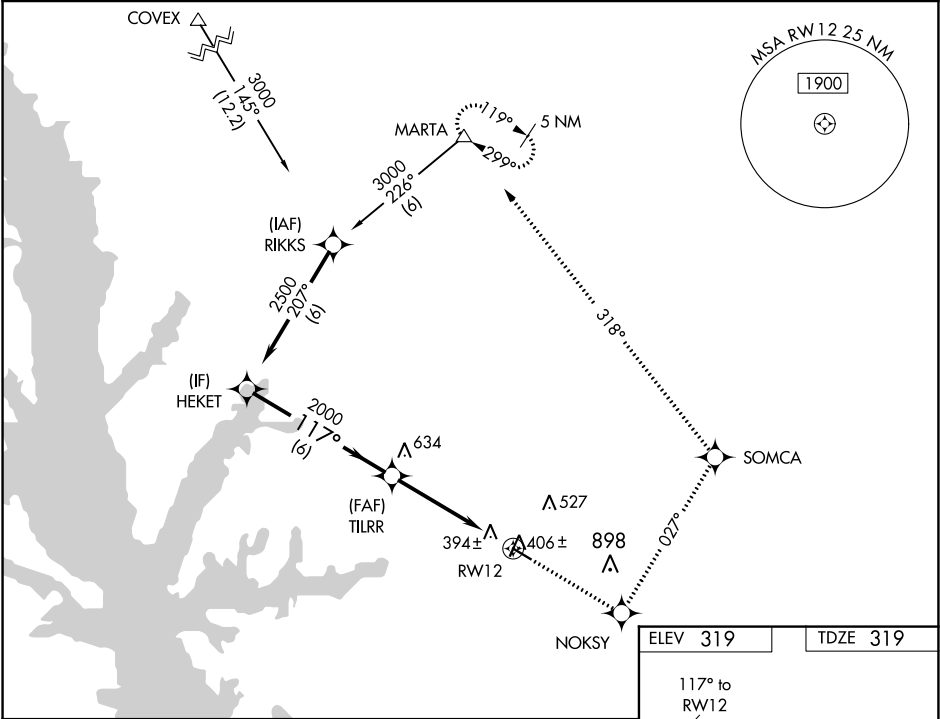 COVEX
3000
145°
(12.2)
MSA RW12 25 NM
1900
MARTA
119°
5 NM
299°
3000
226°
(6)
(IAF)
RIKKS
2500
207°
(6)
318°
(IF)
HEKET
2000
117°
(6)
634
SOMCA
(FAF)
TILRR
527
394±
406±
898
027°
RW12
NOKSY
ELEV 319
TDZE 319
117° to
RW12